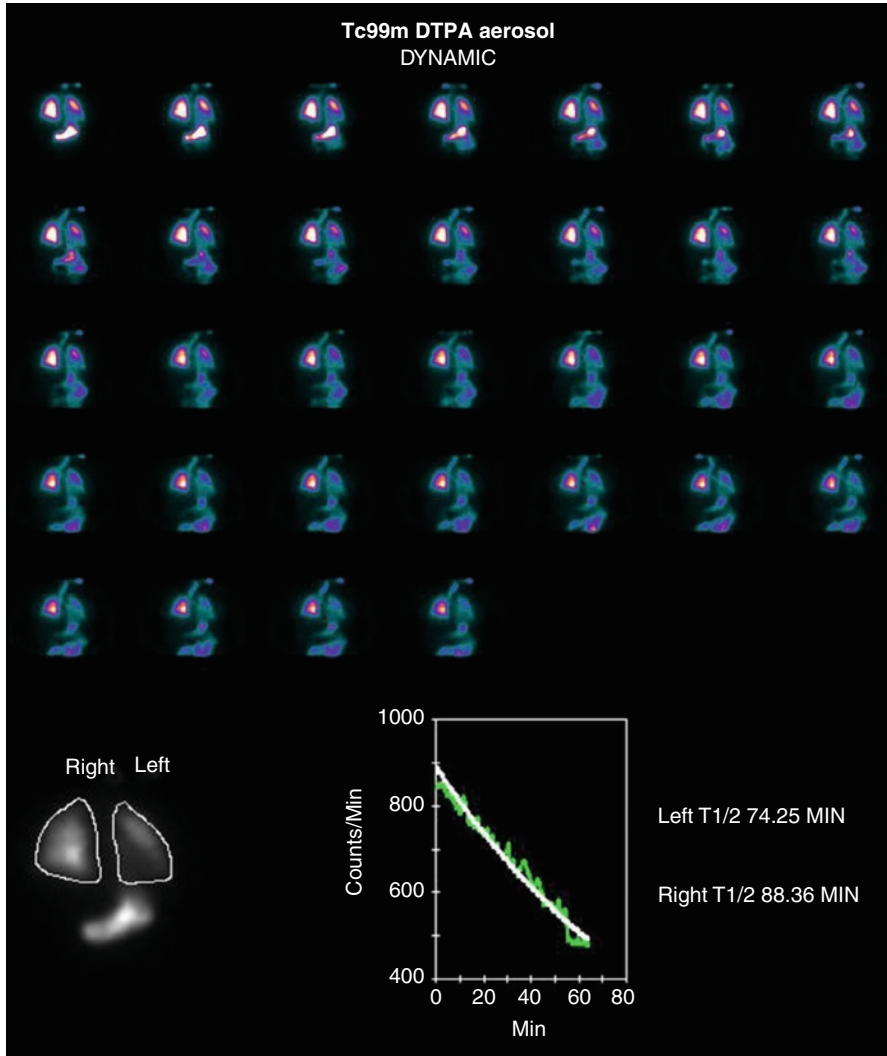 Tc99m DTPA aerosol
DYNAMIC
Right Left
1000
800
600
400
Counts/Min
0 20 40 60 80
Min
Left T1/2 74.25 MIN
Right T1/2 88.36 MIN